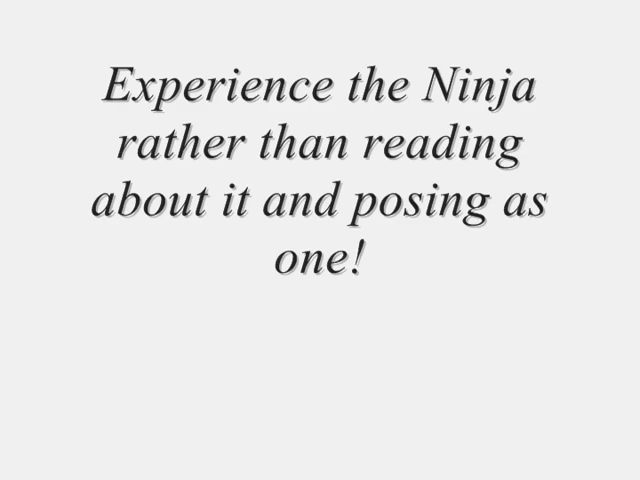 Experience the Ninja
rather than reading
about it and posing as
one!